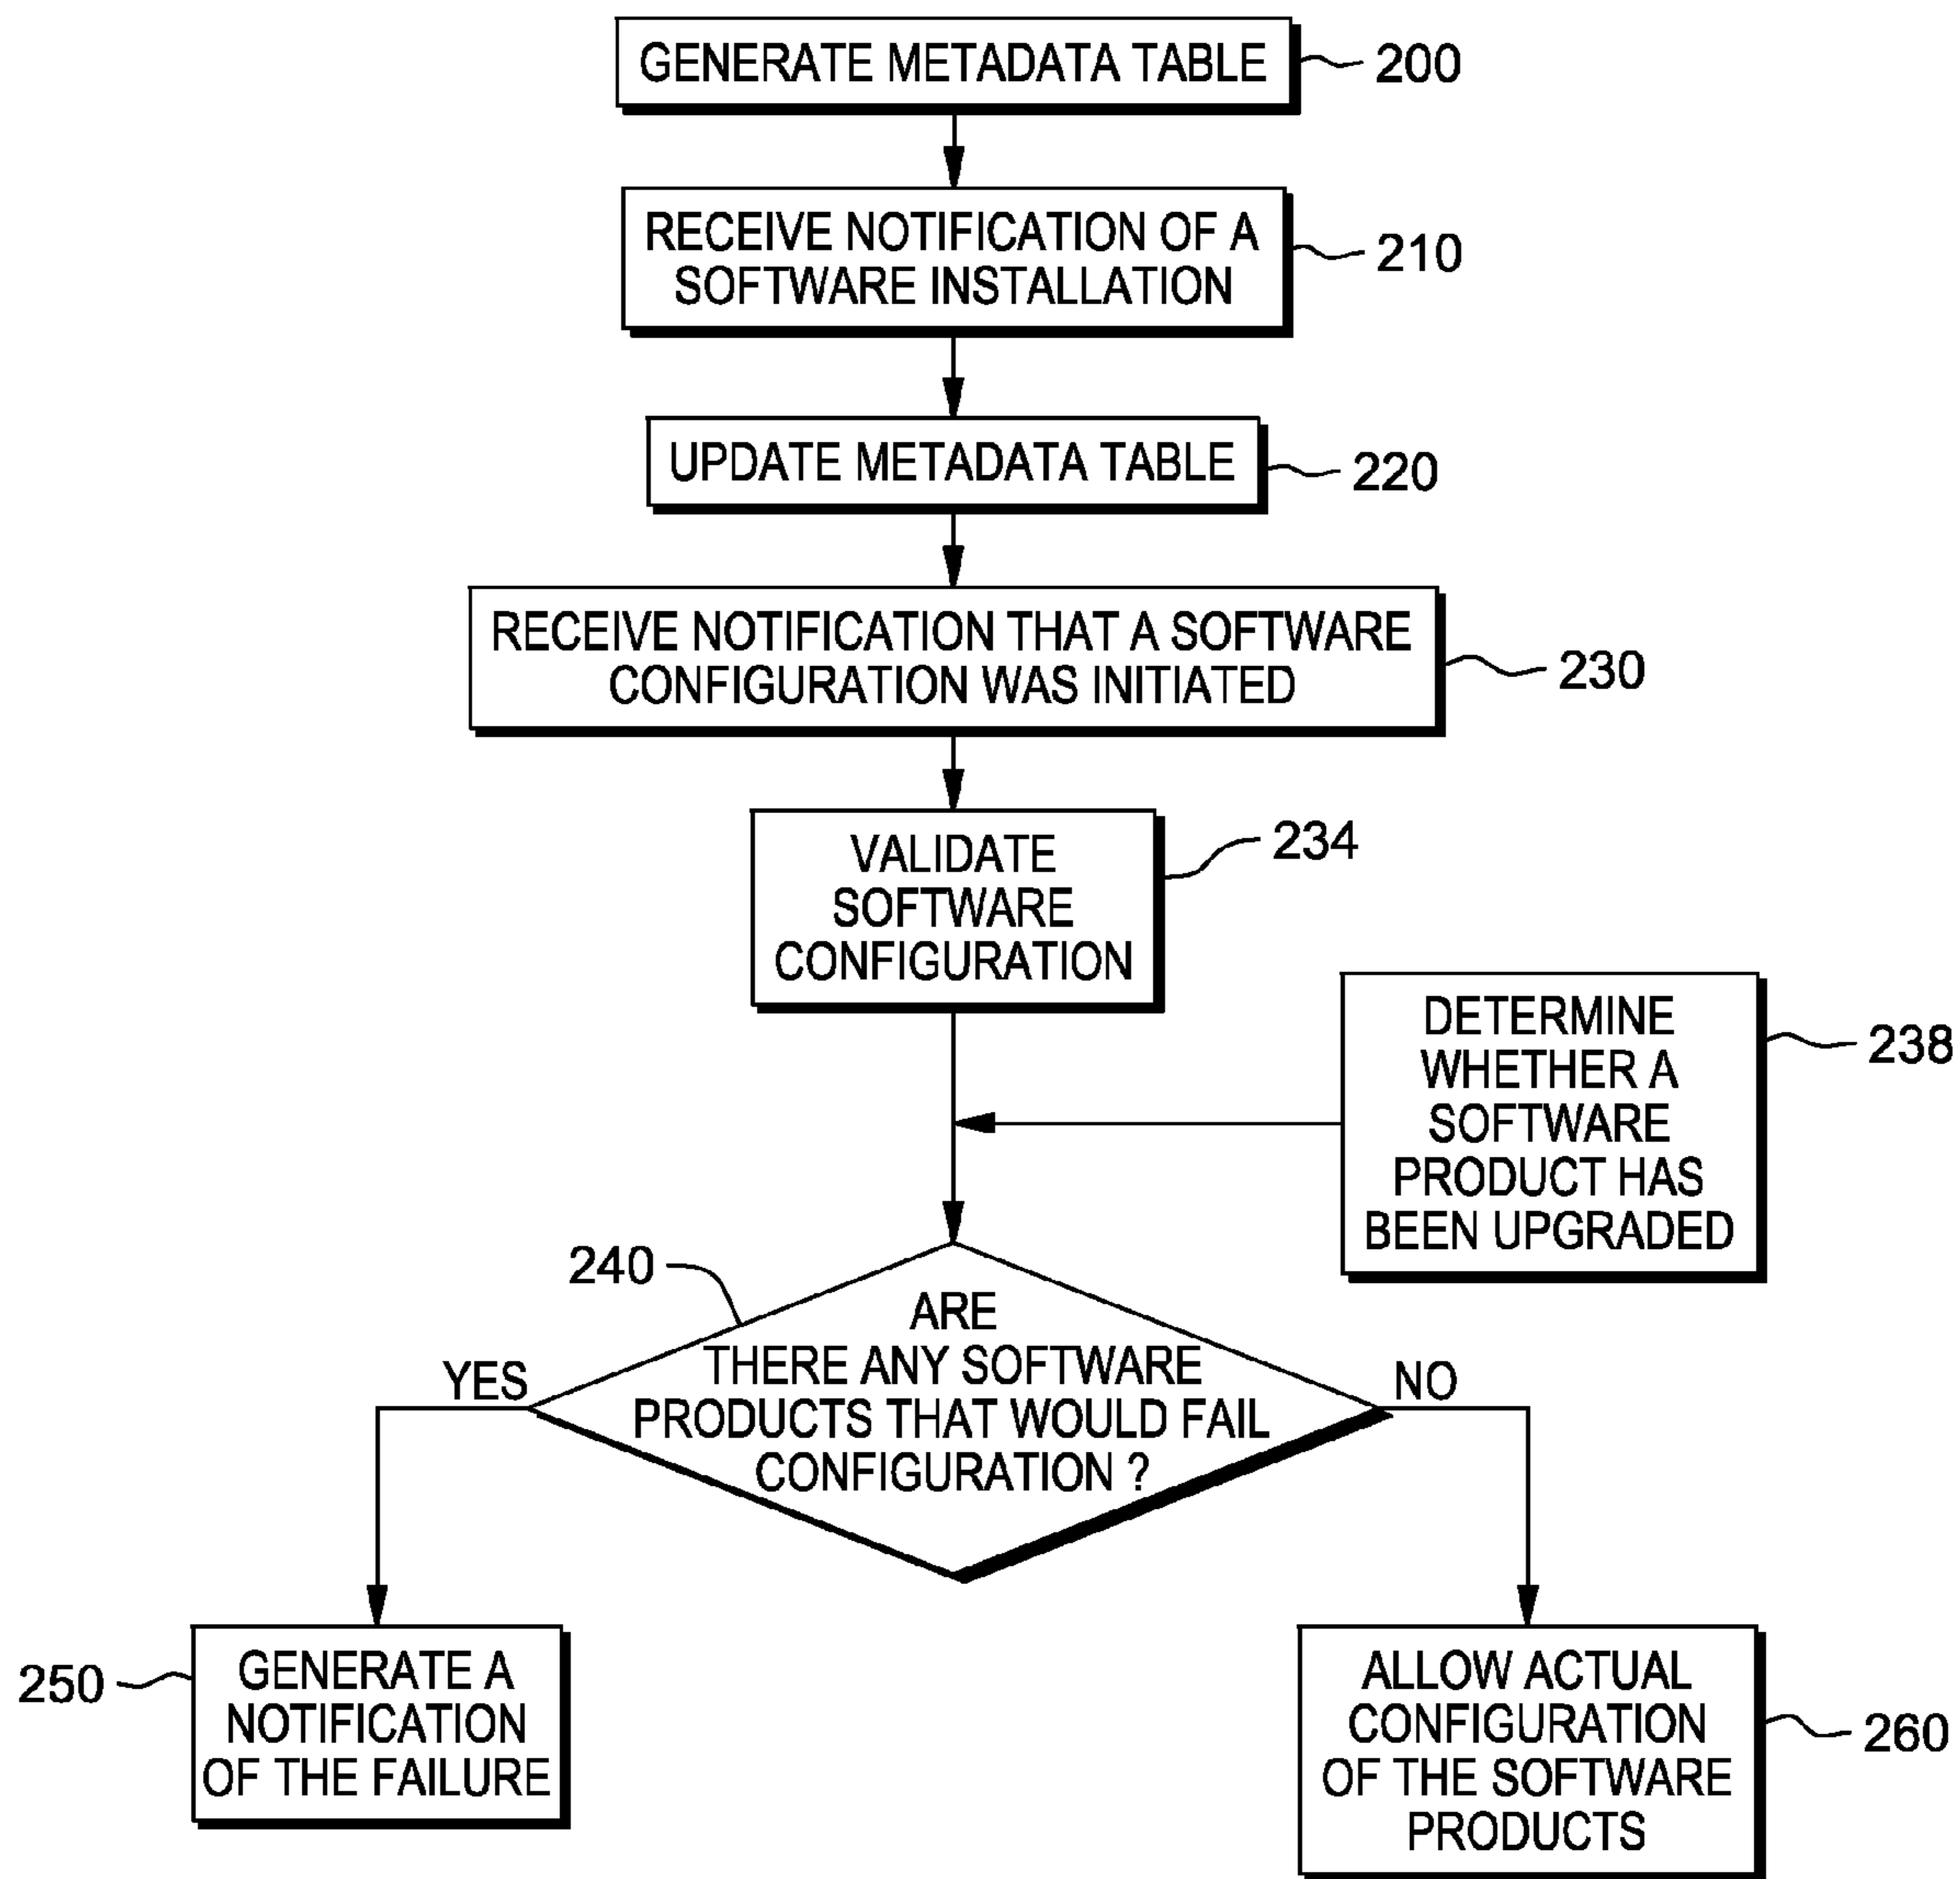 GENERATE METADATA TABLE
200
RECEIVE NOTIFICATION OF A
SOFTWARE INSTALLATION
210
UPDATE METADATA TABLE
220
RECEIVE NOTIFICATION THAT A SOFTWARE
CONFIGURATION WAS INITIATED
230
VALIDATE
SOFTWARE
CONFIGURATION
234
DETERMINE
WHETHER A
SOFTWARE
PRODUCT HAS
BEEN UPGRADED
238
240
ARE
THERE ANY SOFTWARE
PRODUCTS THAT WOULD FAIL
CONFIGURATION ?
YES
NO
250
GENERATE A
NOTIFICATION
OF THE FAILURE
ALLOW ACTUAL
CONFIGURATION
OF THE SOFTWARE
PRODUCTS
260